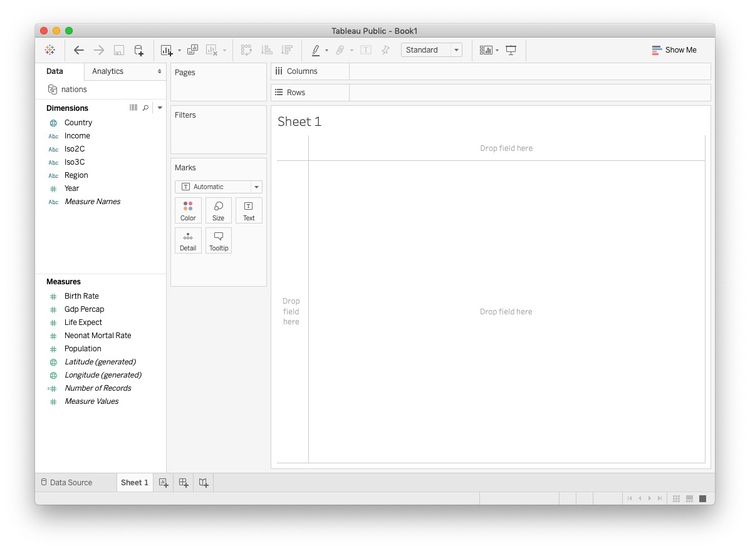 Tableau Public - Book1
Standard
Show Me
Data
Analytics
nations
Dimensions
Country
Abc Income
Abc Iso2C
Abc Iso3C
Abc Region
# Year
Abc Measure Names
Measures
# Birth Rate
# Gdp Percap
# Life Expect
# Neonat Mortal Rate
# Population
Latitude (generated)
Longitude (generated)
=# Number of Records
# Measure Values
Pages
Filters
Marks
T Automatic
Color
Size
T
Text
Detail
Tooltip
Columns
Rows
Sheet 1
Drop field here
Drop
field
here
Drop field here
Data Source
Sheet 1